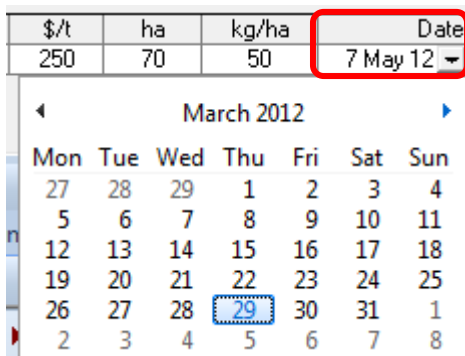 $/t ha kg/ha Date
250 70 50 7 May 12
March 2012
Mon Tue Wed Thu Fri Sat Sun
27 28 29 1 2 3 4
5 6 7 8 9 10 11
n
12 13 14 15 16 17 18
19 20 21 22 23 24 25
26 27 28 29 30 31 1
2 3 4 5 6 7 8